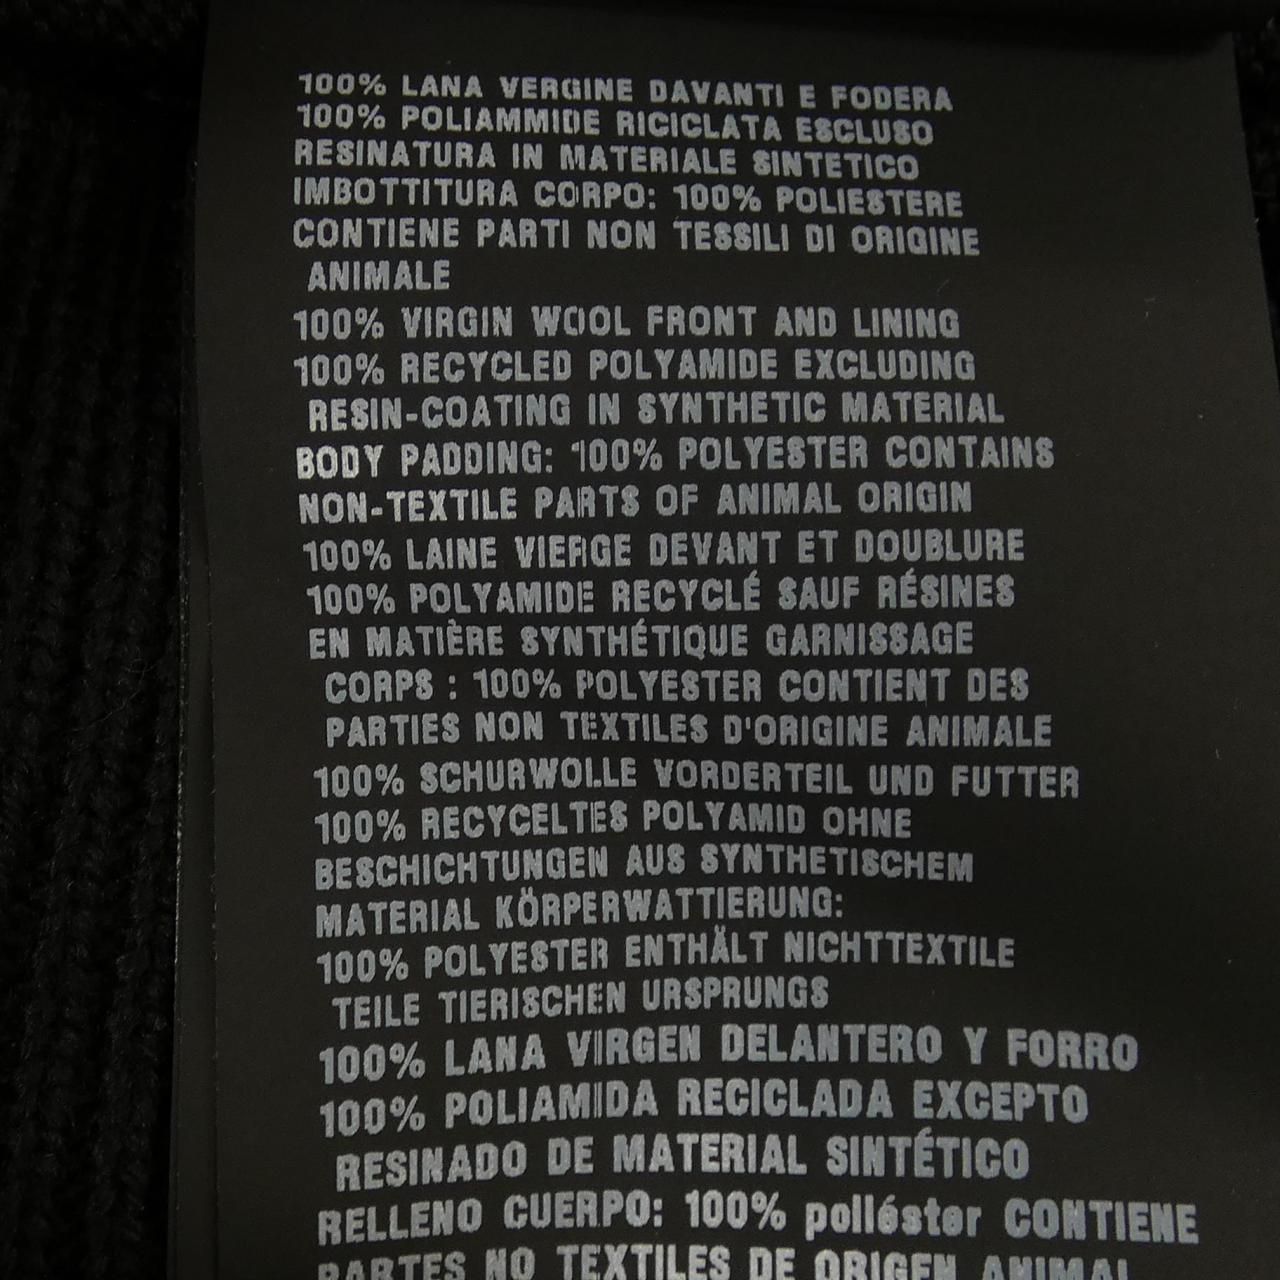 100% LANA VERGINE DAVANTI E FODERA
100% POLIAMMIDE RICICLATA ESCLUSO
RESINATURA IN MATERIALE SINTETICO
IMBOTTITURA CORPO: 100% POLIESTERE
CONTIENE PARTI NON TESSILI DI ORIGINE
ANIMALE
100% VIRGIN WOOL FRONT AND LINING
100% RECYCLED POLYAMIDE EXCLUDING
RESIN-COATING IN SYNTHETIC MATERIAL
BODY PADDING: 100% POLYESTER CONTAINS
NON-TEXTILE PARTS OF ANIMAL ORIGIN
100% LAINE VIERGE DEVANT ET DOUBLURE
100% POLYAMIDE RECYCLÉ SAUF RÉSINES
EN MATIÈRE SYNTHÉTIQUE GARNISSAGE
CORPS : 100% POLYESTER CONTIENT DES
PARTIES NON TEXTILES D'ORIGINE ANIMALE
100% SCHURWOLLE VORDERTEIL UND FUTTER
100% RECYCELTES POLYAMID OHNE
BESCHICHTUNGEN AUS SYNTHETISCHEM
MATERIAL KÖRPERWATTIERUNG:
100% POLYESTER ENTHÄLT NICHTTEXTILE
TEILE TIERISCHEN URSPRUNGS
100% LANA VIRGEN DELANTERO Y FORRO
100% POLIAMIDA RECICLADA EXCEPTO
RESINADO DE MATERIAL SINTÉTICO
RELLENO CUERPO: 100% poliéster CONTIENE
PARTES NO TEXTILES DE ORIGEN ANIMAL